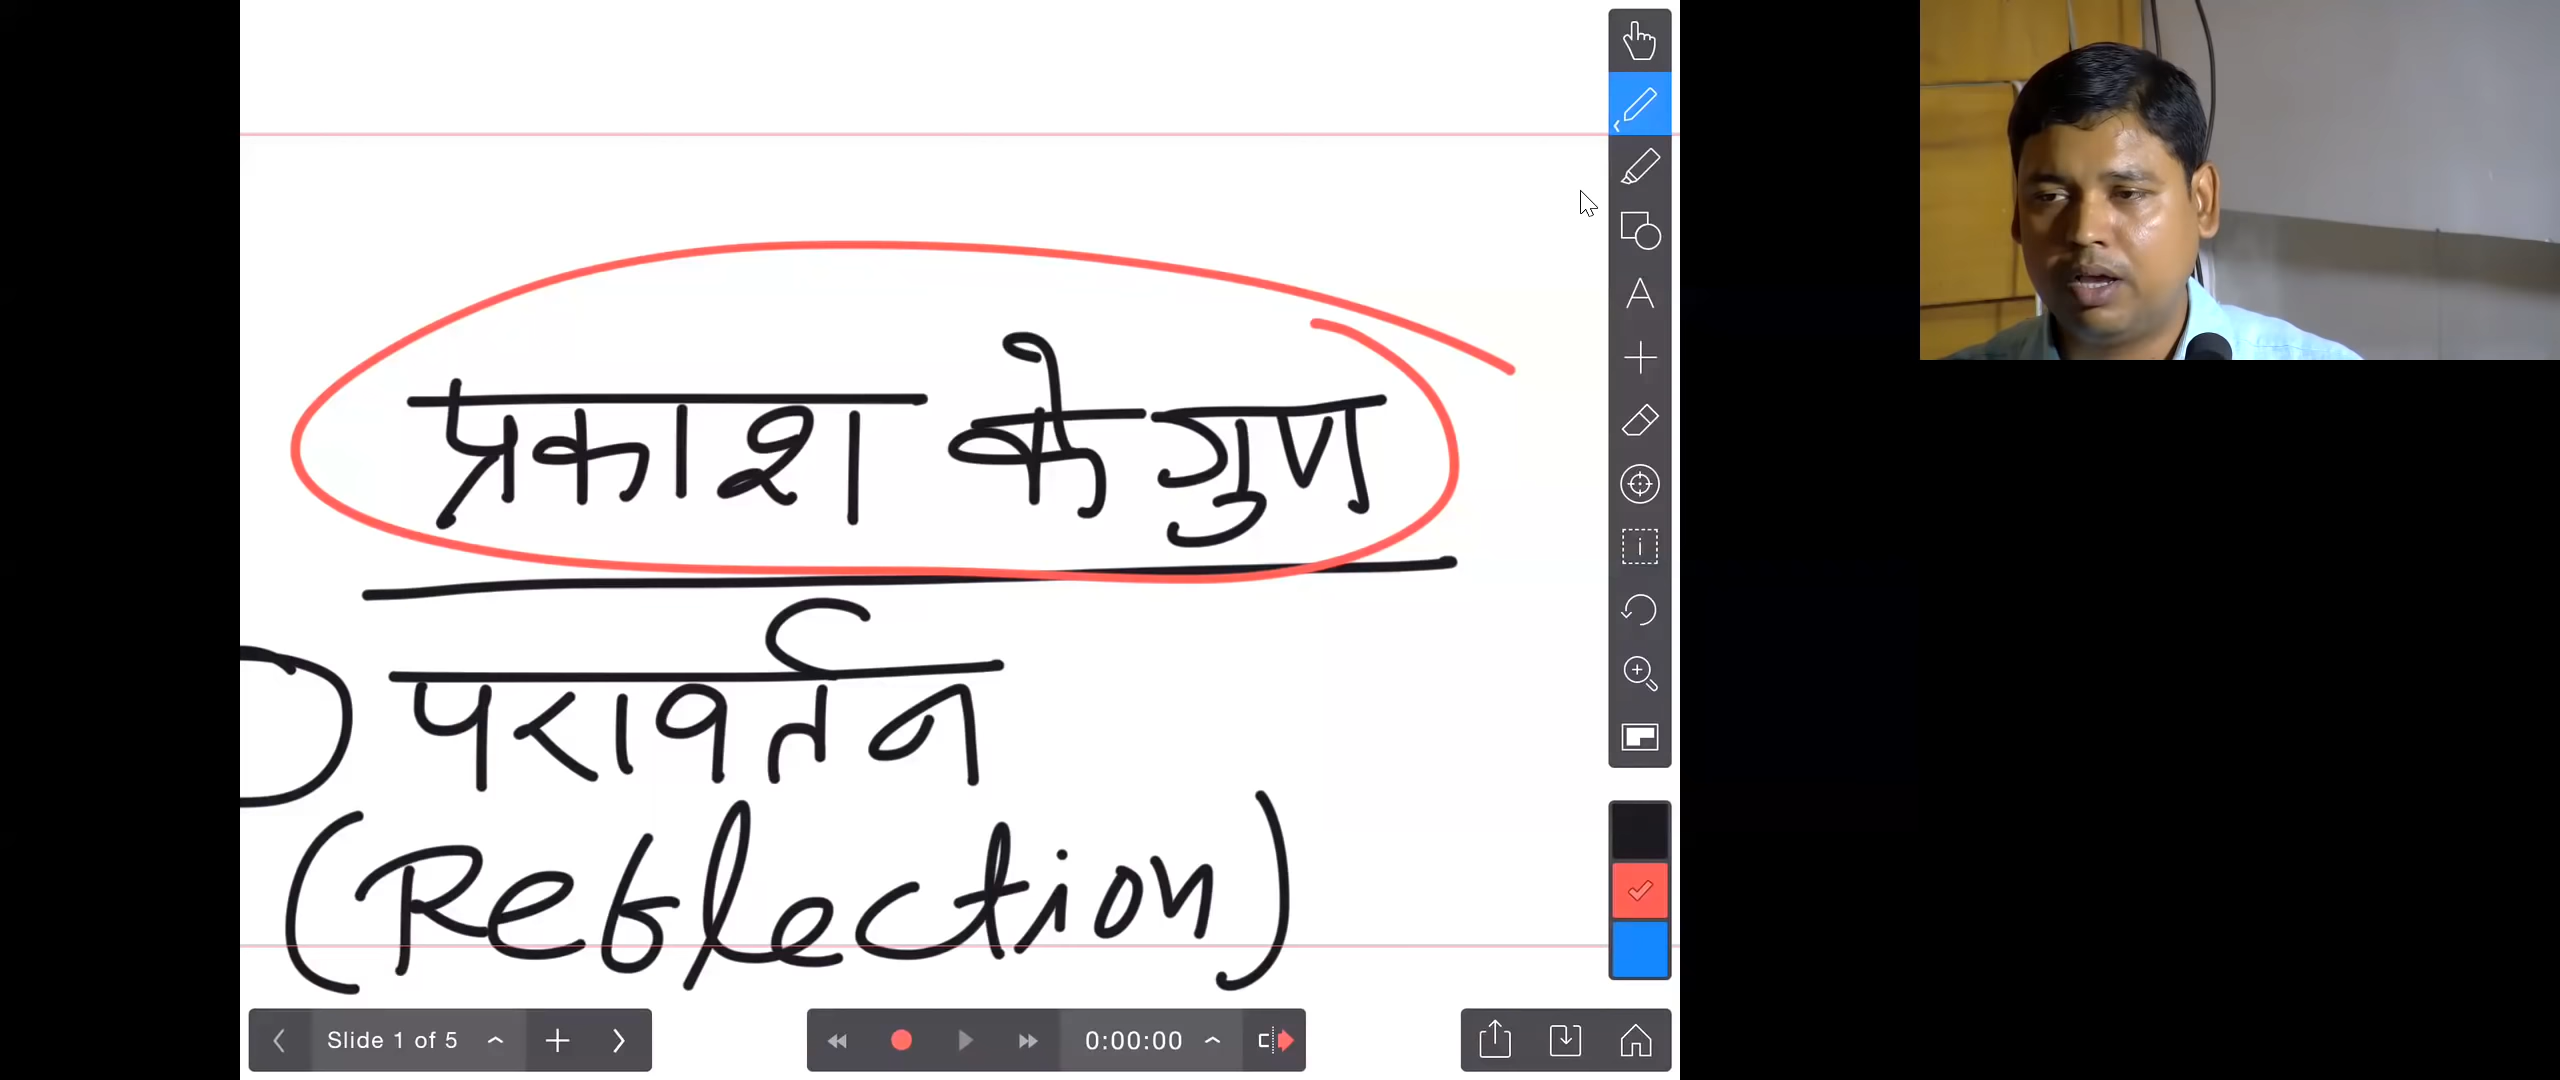 प्रकाश के गुण
परावर्तन
(Reflection)
A
i
Slide 1 of 5
0:00:00